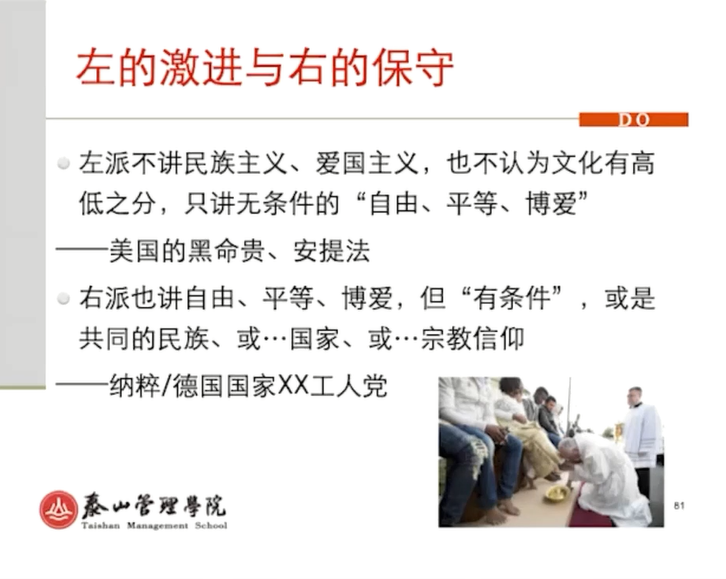 左的激进与右的保守
DO
左派不讲民族主义、爱国主义，也不认为文化有高
低之分，只讲无条件的“自由、平等、博爱”
——美国的黑命贵、安提法
右派也讲自由、平等、博爱，但“有条件”，或是
共同的民族、或…国家、或…宗教信仰
——纳粹/德国国家XX工人党
泰山管理學院
Taishan Management School
81